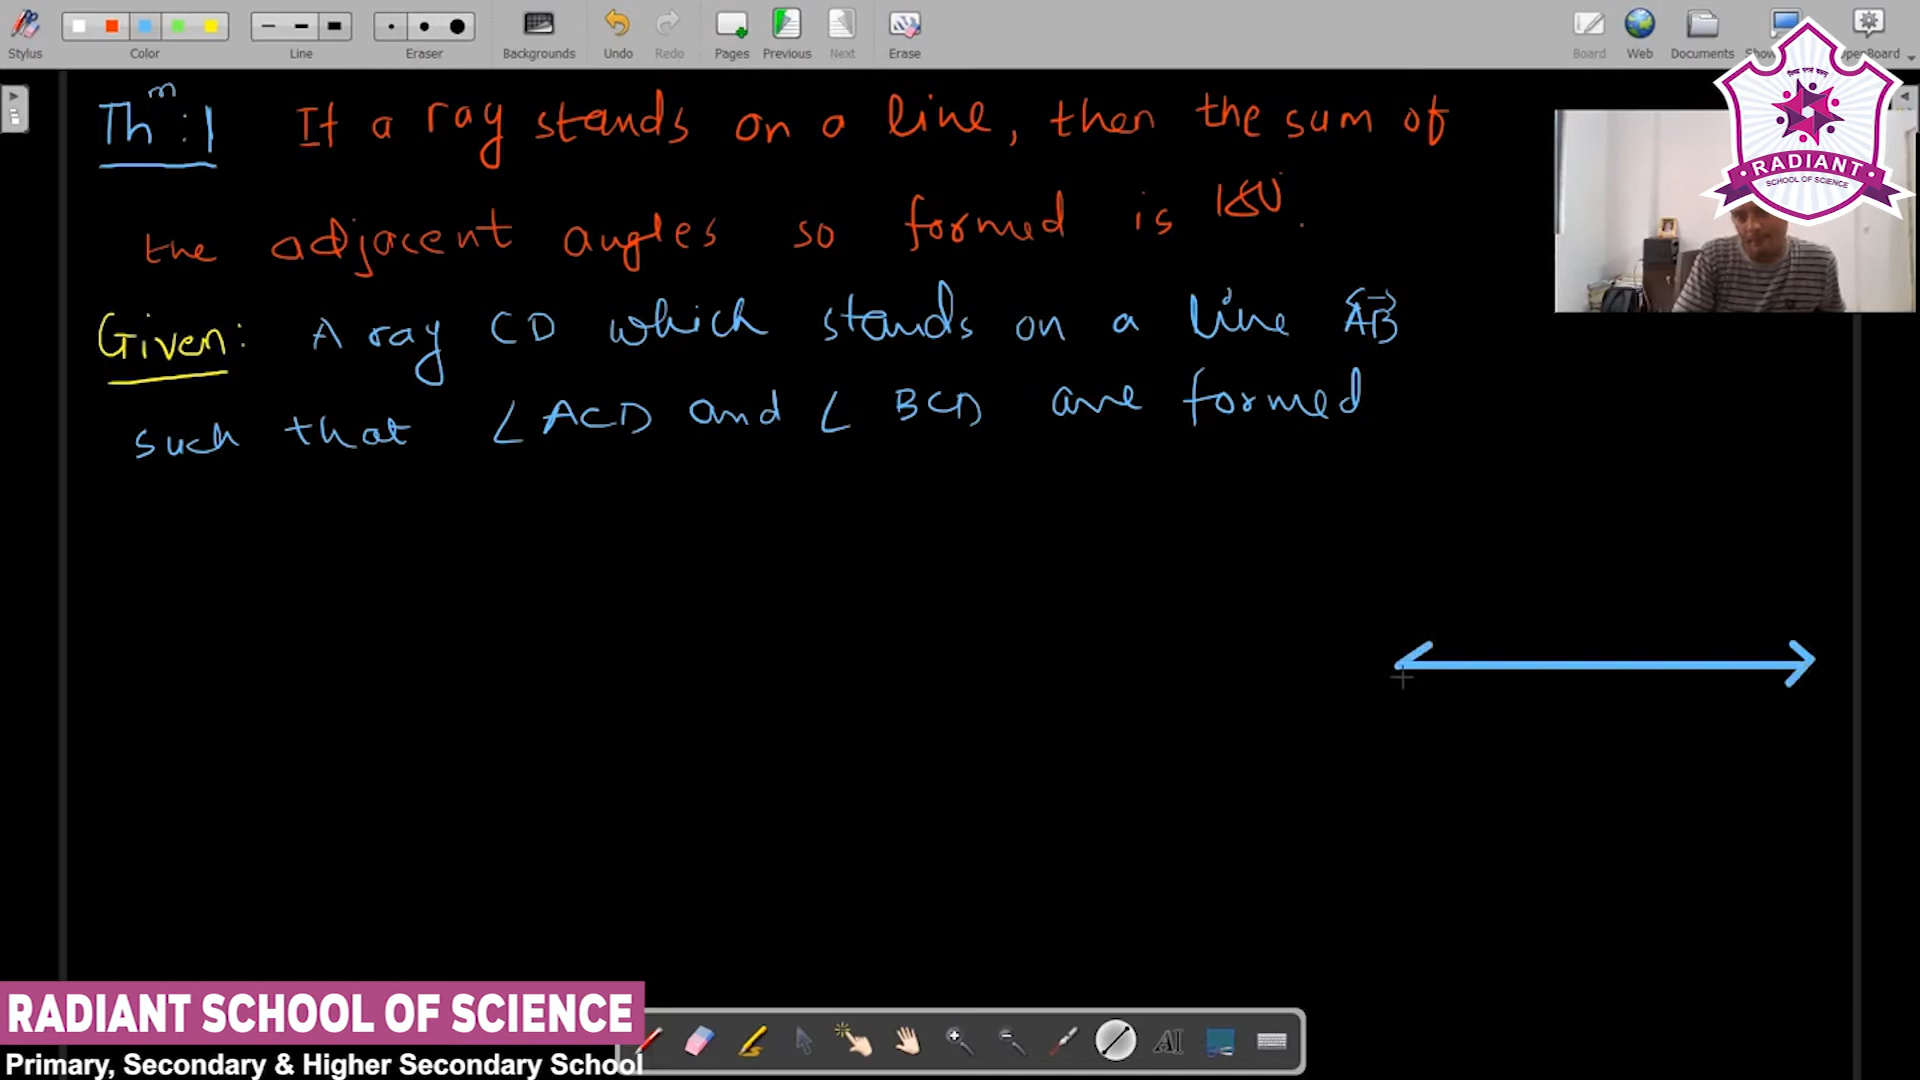 Stylus
Color
Line
Eraser
Backgrounds
Undo
Redo
Pages
Previous
Next
Erase
Board
Web
Documents
RADIANT
SCHOOL OF SCIENCE
Thm : 1 If a ray stands on a line, then the sum of
the adjacent angles so formed is 180°.
Given: A ray CD which stands on a line AB
such that ∠ ACD and ∠ BCD are formed
RADIANT SCHOOL OF SCIENCE
Primary, Secondary & Higher Secondary School
AI